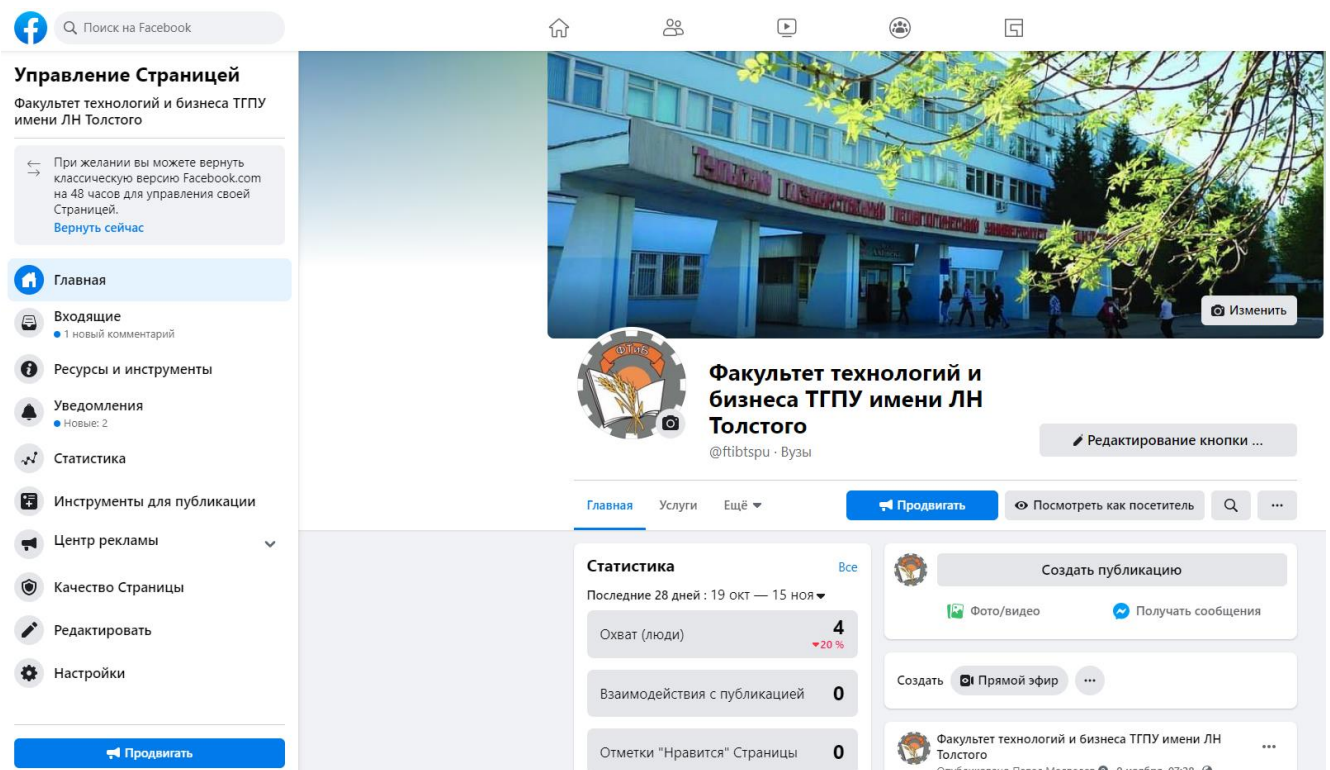 Поиск на Facebook
Управление Страницей
Факультет технологий и бизнеса ТГПУ
имени ЛН Толстого
При желании вы можете вернуть
классическую версию Facebook.com
на 48 часов для управления своей
Страницей.
Вернуть сейчас
Главная
Входящие
1 новый комментарий
Ресурсы и инструменты
Уведомления
Новые: 2
Статистика
Инструменты для публикации
Центр рекламы
Качество Страницы
Редактировать
Настройки
Продвигать
ТУЛЬСКИЙ ГОСУДАРСТВЕННЫЙ ПЕДАГОГИЧЕСКИЙ УНИВЕРСИТЕТ
Изменить
ФТиБ
Факультет технологий и
бизнеса ТГПУ имени ЛН
Толстого
@ftibtspu · Вузы
Редактирование кнопки ...
Главная Услуги Ещё
Продвигать
Посмотреть как посетитель
Статистика Все
Последние 28 дней : 19 окт — 15 ноя
Охват (люди) 4
20 %
Взаимодействия с публикацией 0
Отметки "Нравится" Страницы 0
Создать публикацию
Фото/видео
Получать сообщения
Создать Прямой эфир
Факультет технологий и бизнеса ТГПУ имени ЛН
Толстого